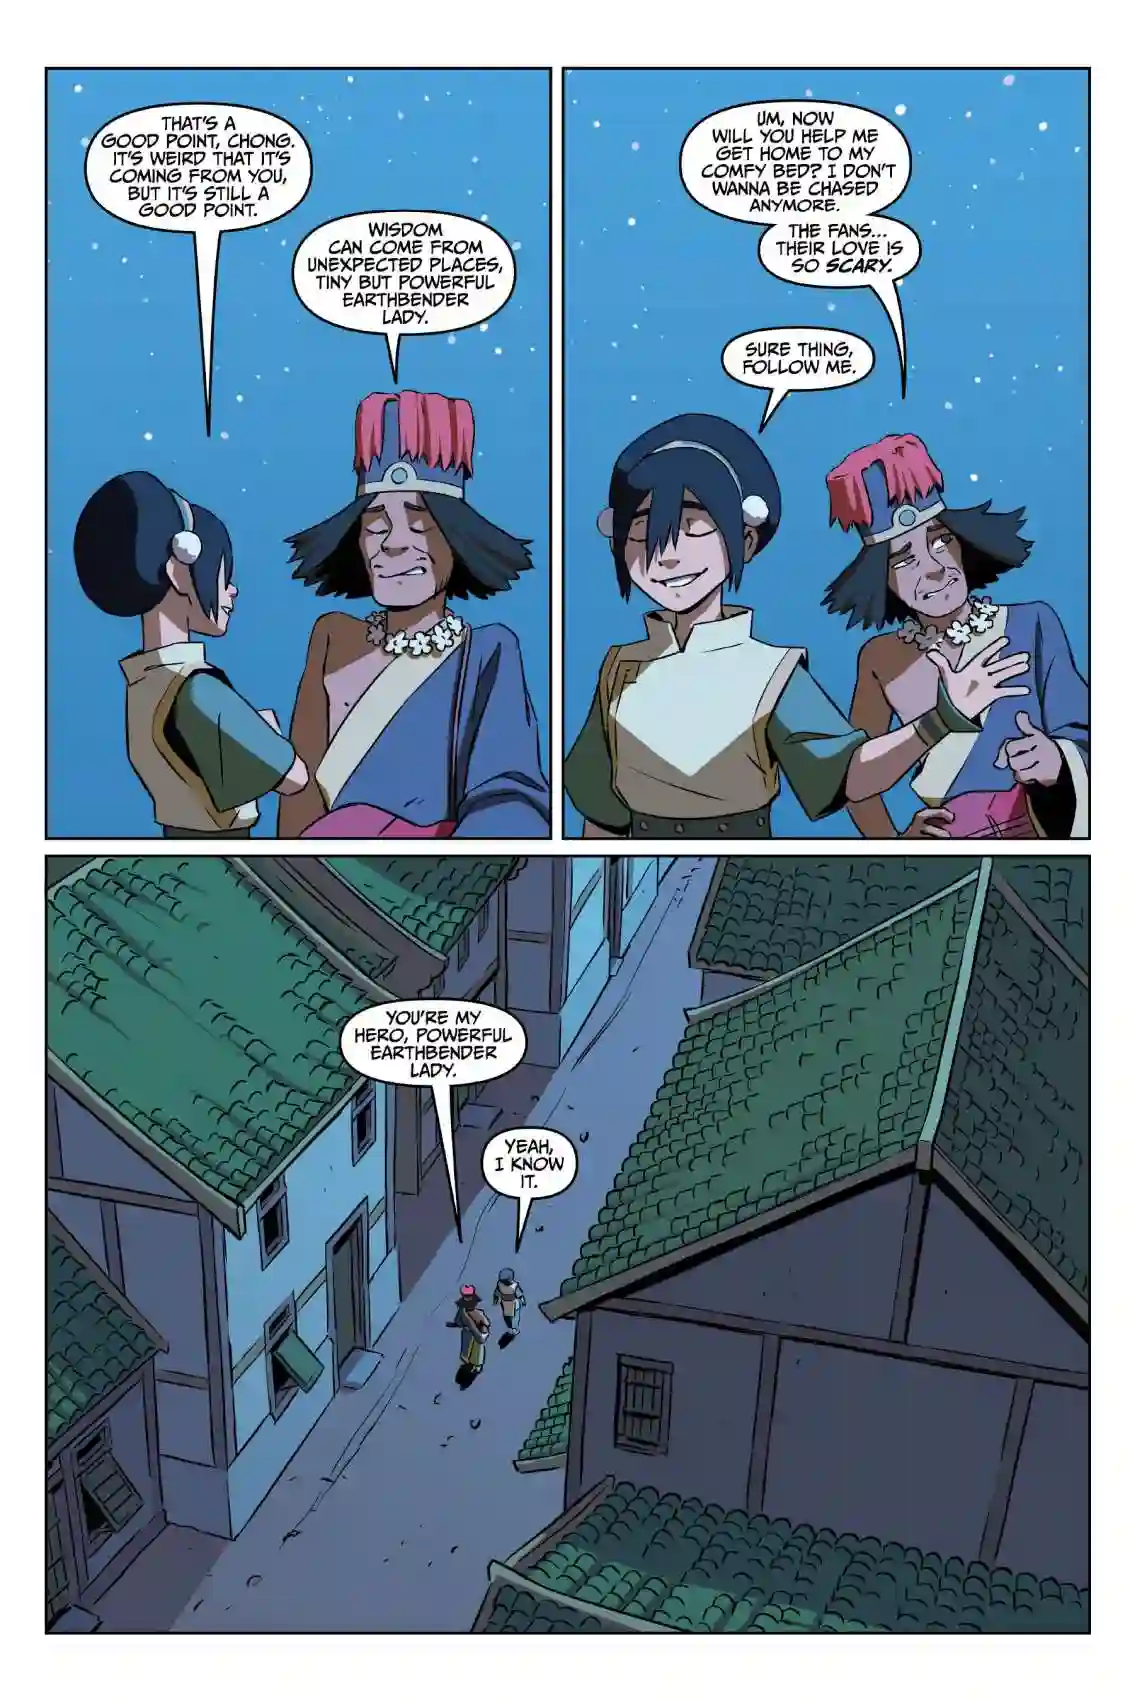 THAT'S A
GOOD POINT, CHONG.
IT'S WEIRD THAT IT'S
COMING FROM YOU,
BUT IT'S STILL A
GOOD POINT.
WISDOM
CAN COME FROM
UNEXPECTED PLACES,
TINY BUT POWERFUL
EARTHBENDER
LADY.
UM, NOW
WILL YOU HELP ME
GET HOME TO MY
COMFY BED? I DON'T
WANNA BE CHASED
ANYMORE.
THE FANS...
THEIR LOVE IS
SO SCARY.
SURE THING,
FOLLOW ME.
YOU'RE MY
HERO, POWERFUL
EARTHBENDER
LADY.
YEAH,
I KNOW
IT.